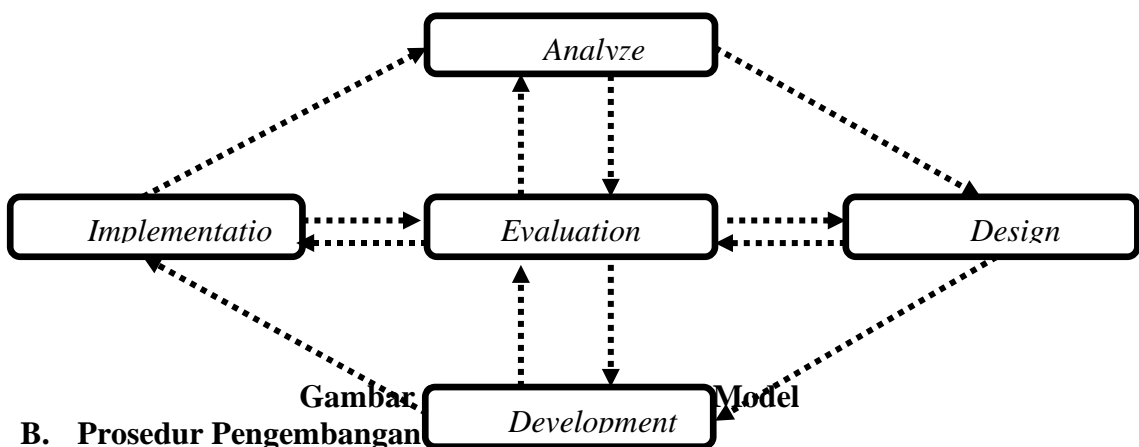 Analyze
Implementatio Evaluation Design
Gambar Model
Development
B. Prosedur Pengembangan